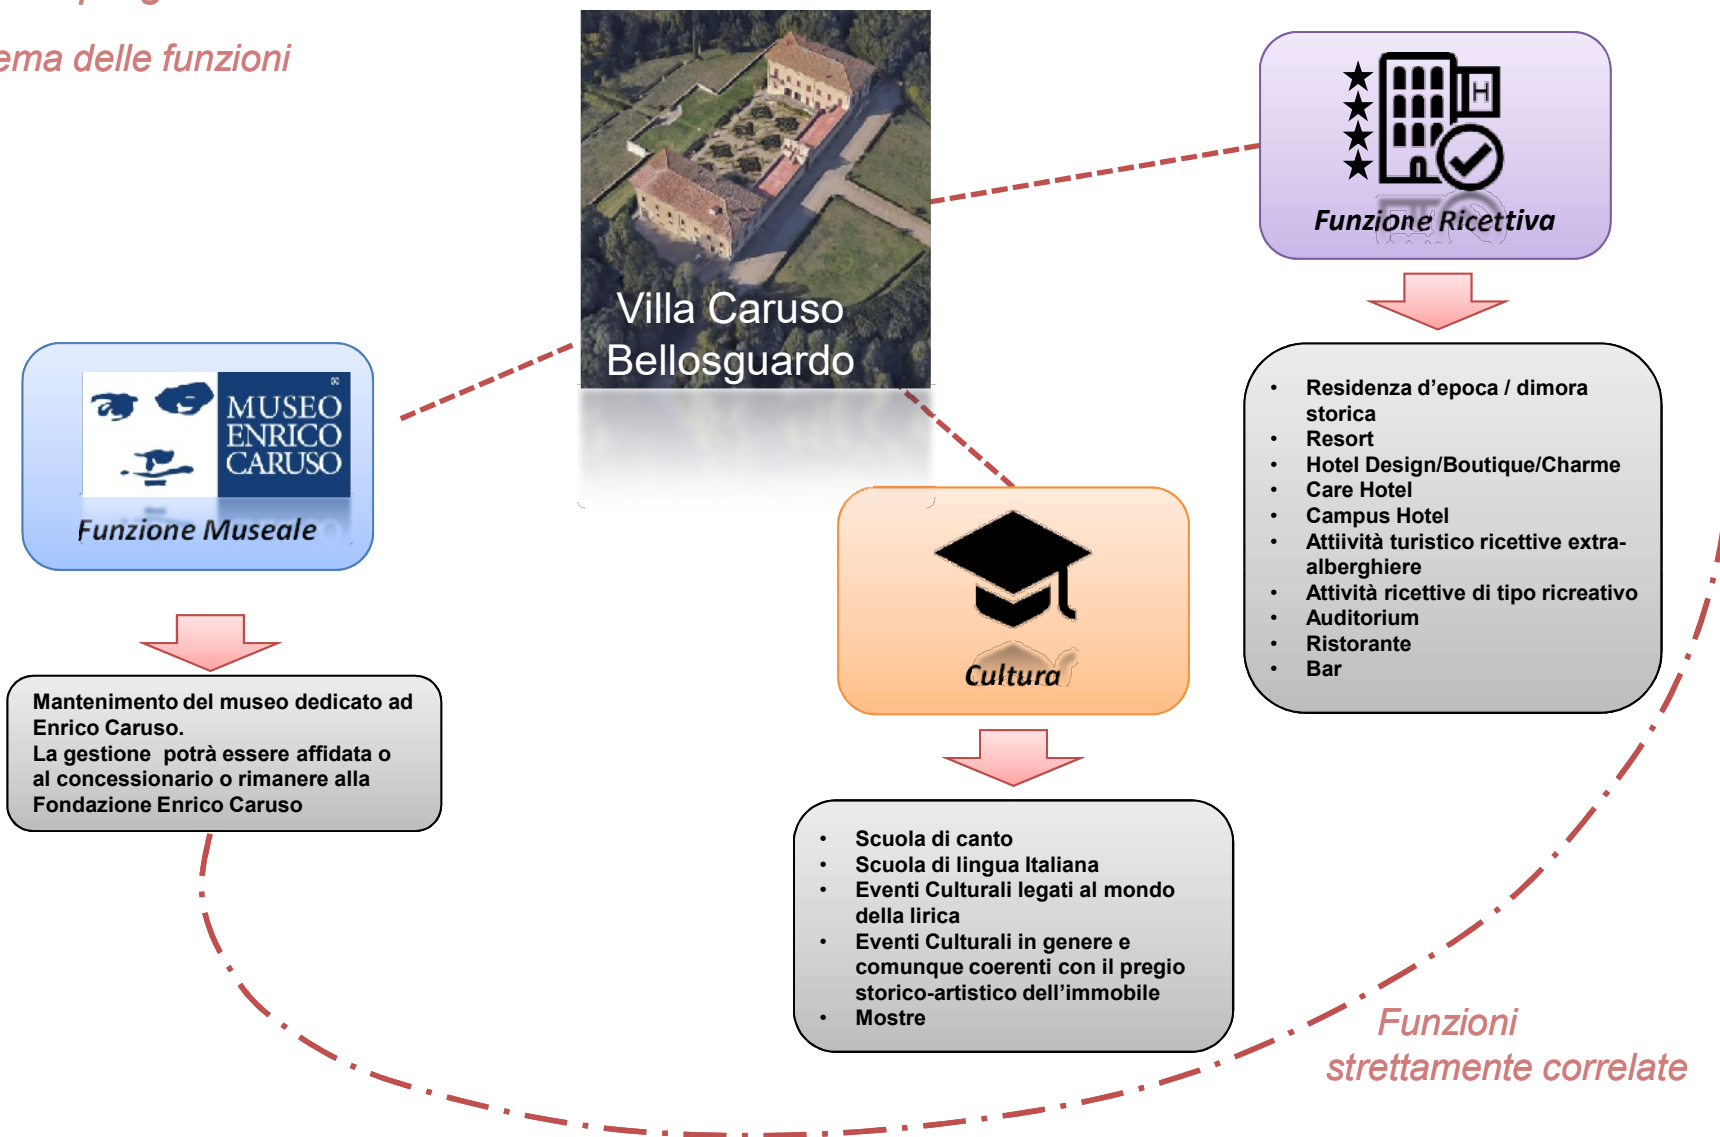 ema delle funzioni
Villa Caruso
Bellosguardo
H
Funzione Ricettiva
MUSEO
ENRICO
CARUSO
Funzione Museale
Residenza d’epoca / dimora
storica
• Resort
• Hotel Design/Boutique/Charme
• Care Hotel
• Campus Hotel
• Attiività turistico ricettive extra-
alberghiere
• Attività ricettive di tipo ricreativo
• Auditorium
• Ristorante
• Bar
Cultura
Mantenimento del museo dedicato ad
Enrico Caruso.
La gestione potrà essere affidata o
al concessionario o rimanere alla
Fondazione Enrico Caruso
• Scuola di canto
• Scuola di lingua Italiana
• Eventi Culturali legati al mondo
della lirica
• Eventi Culturali in genere e
comunque coerenti con il pregio
storico-artistico dell’immobile
• Mostre
Funzioni
strettamente correlate